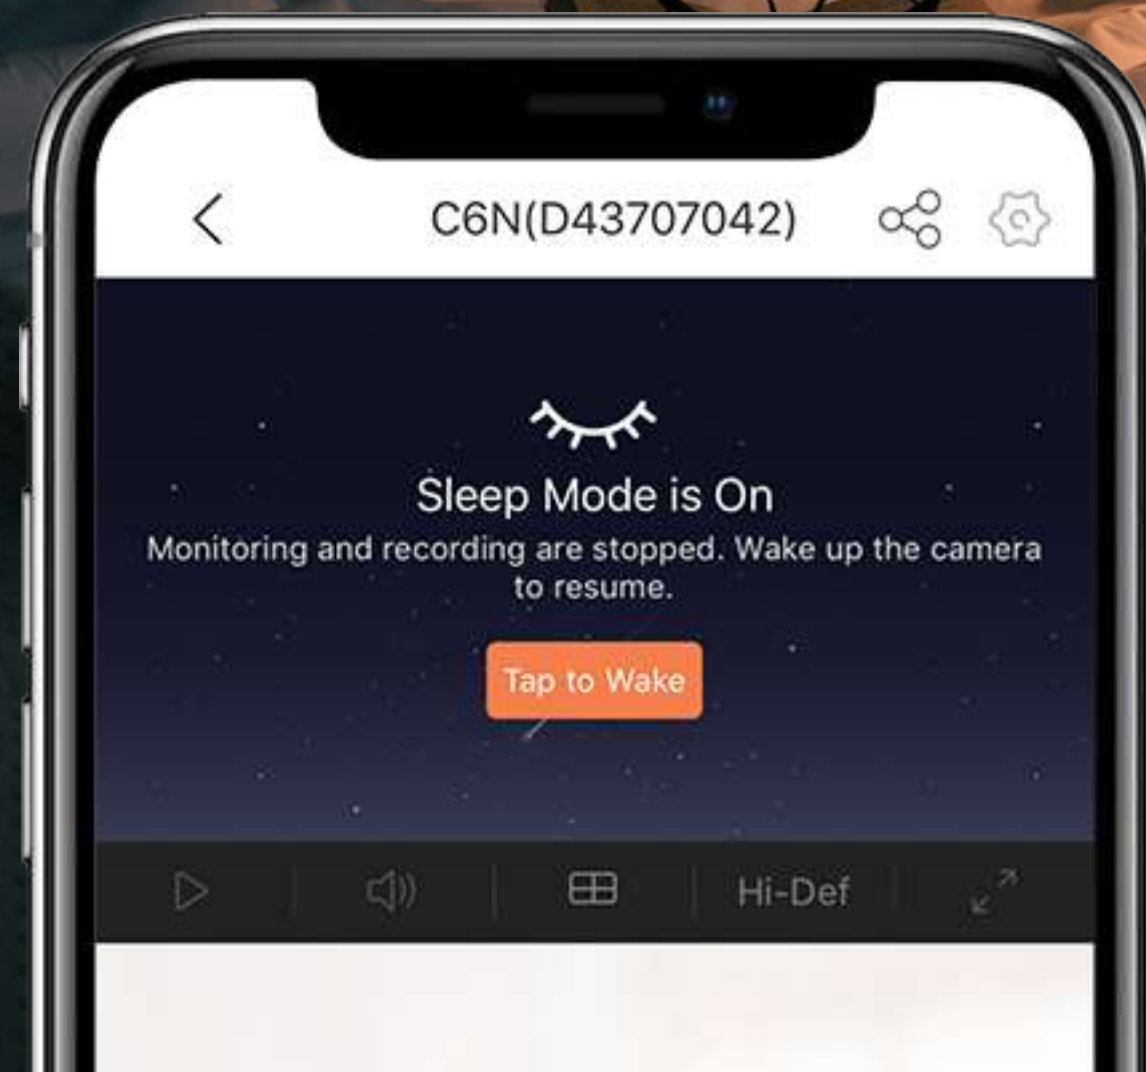 C6N(D43707042)
Sleep Mode is On
Monitoring and recording are stopped. Wake up the camera
to resume.
Tap to Wake
Hi-Def